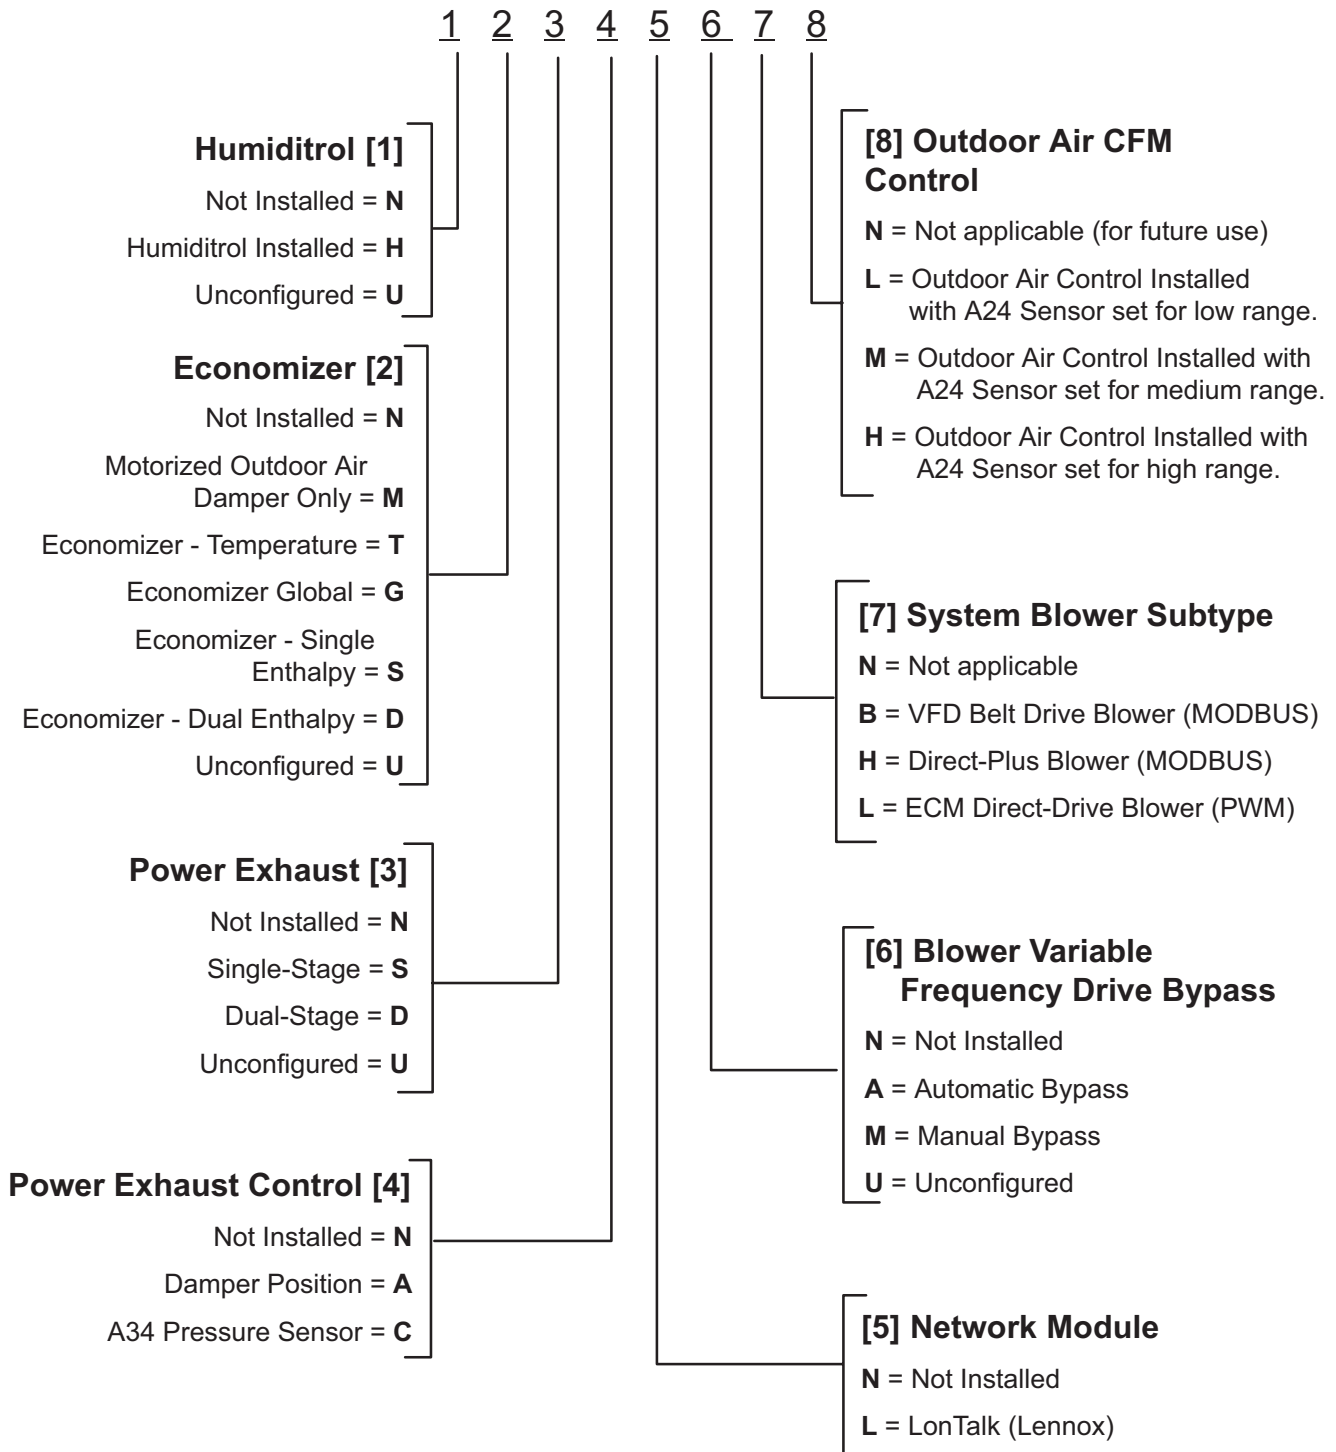 1 2 3 4 5 6 7 8
Humiditrol [1]
Not Installed = N
Humiditrol Installed = H
Unconfigured = U
Economizer [2]
Not Installed = N
Motorized Outdoor Air
Damper Only = M
Economizer - Temperature = T
Economizer Global = G
Economizer - Single
Enthalpy = S
Economizer - Dual Enthalpy = D
Unconfigured = U
Power Exhaust [3]
Not Installed = N
Single-Stage = S
Dual-Stage = D
Unconfigured = U
Power Exhaust Control [4]
Not Installed = N
Damper Position = A
A34 Pressure Sensor = C
[8] Outdoor Air CFM
Control
N = Not applicable (for future use)
L = Outdoor Air Control Installed
with A24 Sensor set for low range.
M = Outdoor Air Control Installed with
A24 Sensor set for medium range.
H = Outdoor Air Control Installed with
A24 Sensor set for high range.
[7] System Blower Subtype
N = Not applicable
B = VFD Belt Drive Blower (MODBUS)
H = Direct-Plus Blower (MODBUS)
L = ECM Direct-Drive Blower (PWM)
[6] Blower Variable
Frequency Drive Bypass
N = Not Installed
A = Automatic Bypass
M = Manual Bypass
U = Unconfigured
[5] Network Module
N = Not Installed
L = LonTalk (Lennox)